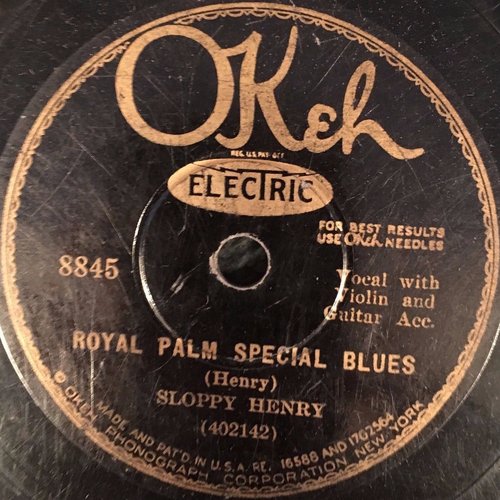 OKeh
REG. U.S. PAT. OFF.
ELECTRIC
FOR BEST RESULTS
USE OKeh NEEDLES
8845
Vocal with
Violin and
Guitar Acc.
ROYAL PALM SPECIAL BLUES
(Henry)
SLOPPY HENRY
(402142)
MADE AND PAT'D IN U.S.A. RE. 16588 AND 1702564
© OKEH PHONOGRAPH CORPORATION NEW YORK